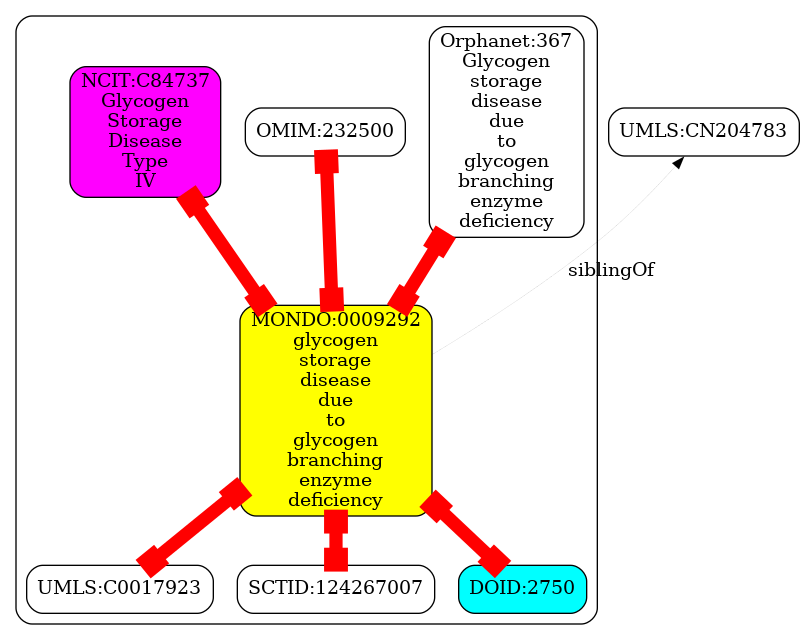 NCIT:C84737
Glycogen
Storage
Disease
Type
IV
OMIM:232500
Orphanet:367
Glycogen
storage
disease
due
to
glycogen
branching
enzyme
deficiency
UMLS:CN204783
siblingOf
MONDO:0009292
glycogen
storage
disease
due
to
glycogen
branching
enzyme
deficiency
UMLS:C0017923
SCTID:124267007
DOID:2750